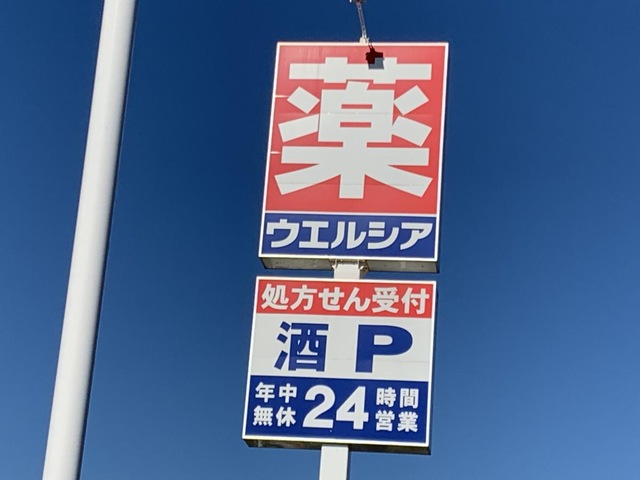 薬
ウエルシア
処方せん受付
酒 P
年中無休 24 時間営業